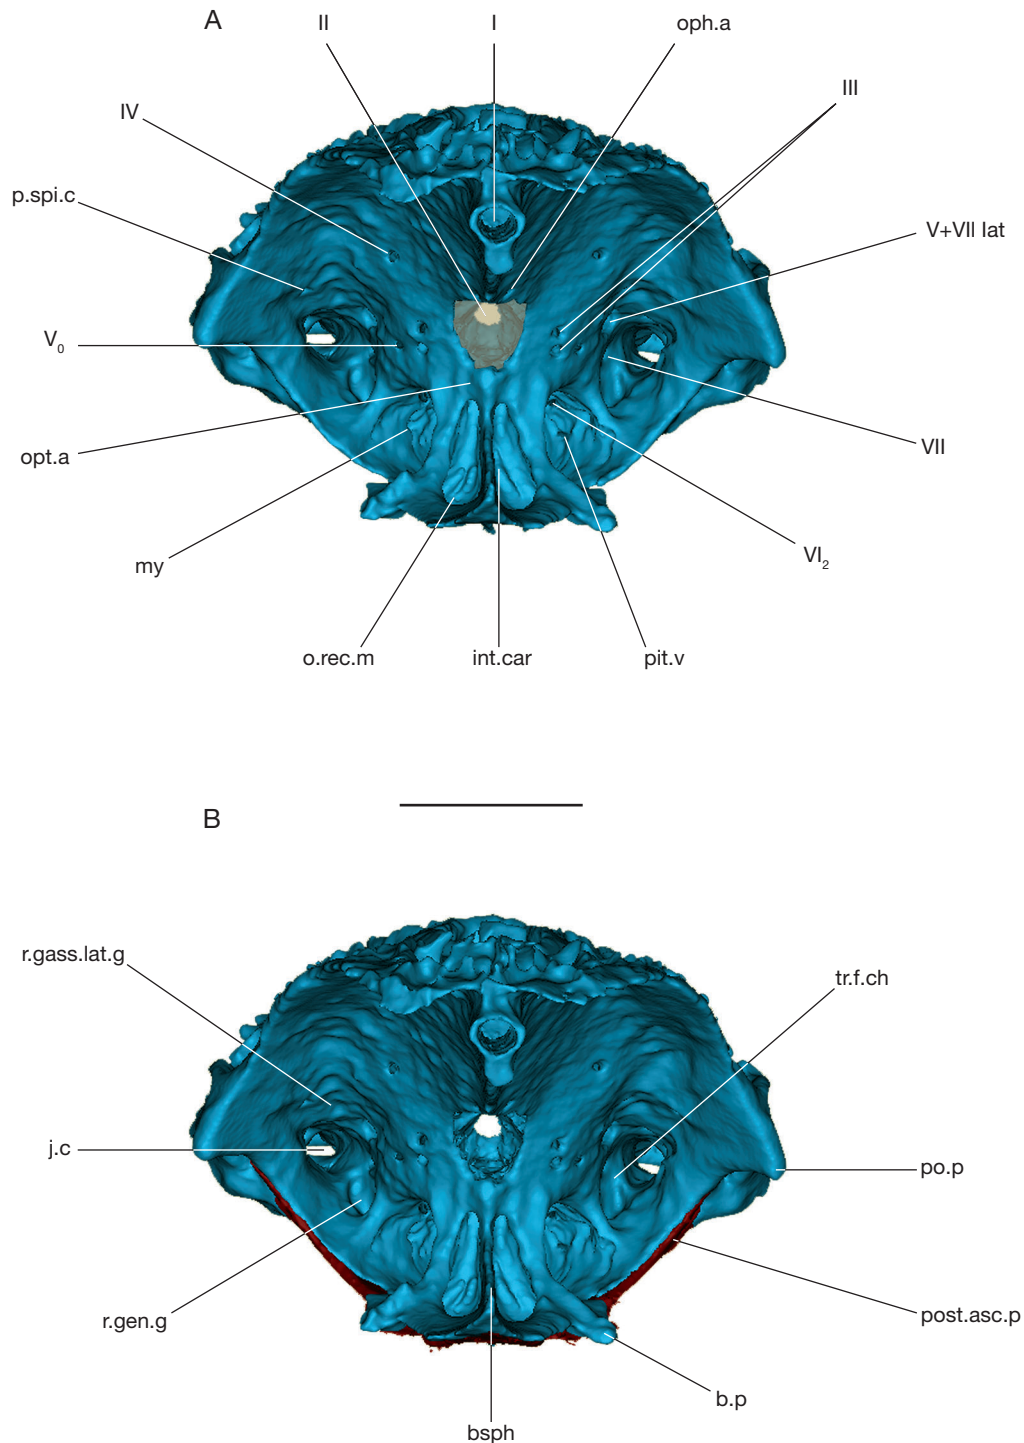 A
II
I
oph.a
III
IV
p.spi.c
V+VII lat
V₀
VII
opt.a
my
VI₂
o.rec.m
int.car
pit.v
B
r.gass.lat.g
tr.f.ch
j.c
po.p
r.gen.g
post.asc.p
b.p
bsph